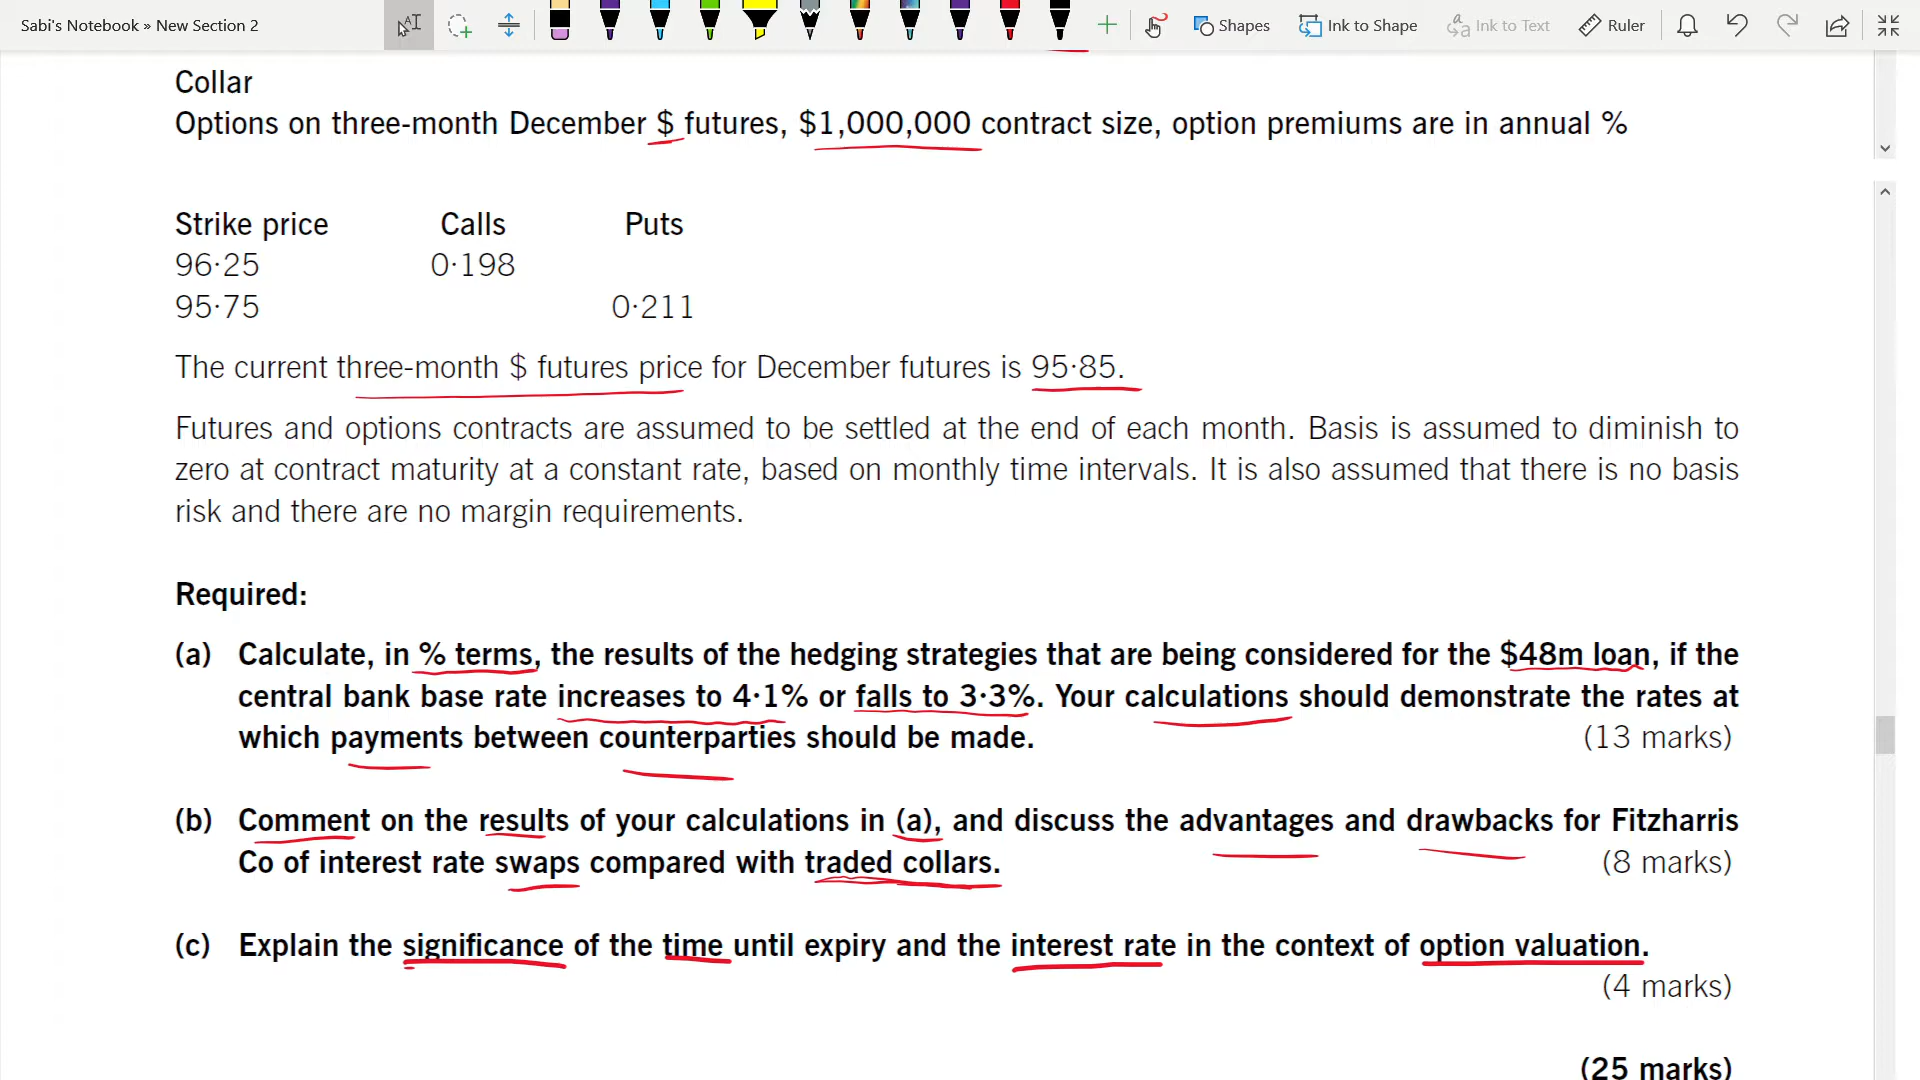 Sabi's Notebook » New Section 2
Shapes
Ink to Shape
Ink to Text
Ruler
Collar
Options on three-month December $ futures, $1,000,000 contract size, option premiums are in annual %
Strike price Calls Puts
96·25 0·198
95·75 0·211
The current three-month $ futures price for December futures is 95·85.
Futures and options contracts are assumed to be settled at the end of each month. Basis is assumed to diminish to
zero at contract maturity at a constant rate, based on monthly time intervals. It is also assumed that there is no basis
risk and there are no margin requirements.
Required:
(a) Calculate, in % terms, the results of the hedging strategies that are being considered for the $48m loan, if the
central bank base rate increases to 4·1% or falls to 3·3%. Your calculations should demonstrate the rates at
which payments between counterparties should be made. (13 marks)
(b) Comment on the results of your calculations in (a), and discuss the advantages and drawbacks for Fitzharris
Co of interest rate swaps compared with traded collars. (8 marks)
(c) Explain the significance of the time until expiry and the interest rate in the context of option valuation.
(4 marks)
(25 marks)